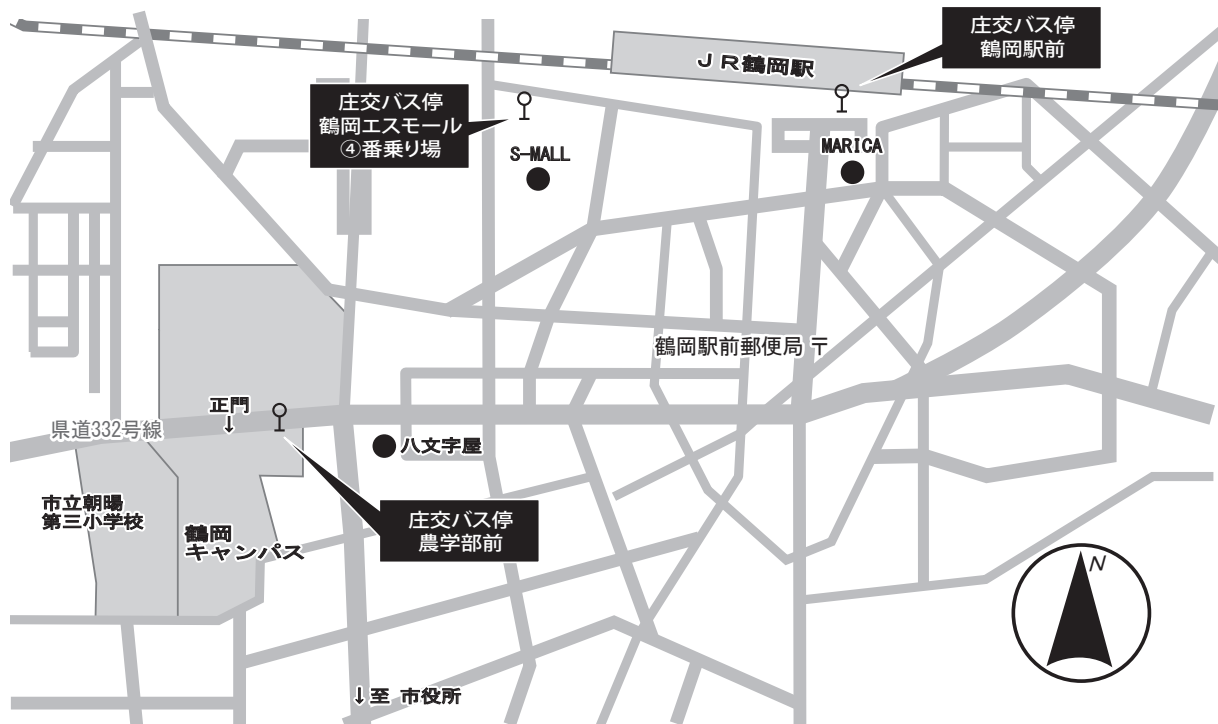 庄交バス停
鶴岡駅前
JR鶴岡駅
庄交バス停
鶴岡エスモール
④番乗り場
S-MALL
MARICA
鶴岡駅前郵便局 〒
正門
↓
県道332号線
八文字屋
市立朝暘
第三小学校
鶴岡
キャンパス
庄交バス停
農学部前
N
↓至 市役所